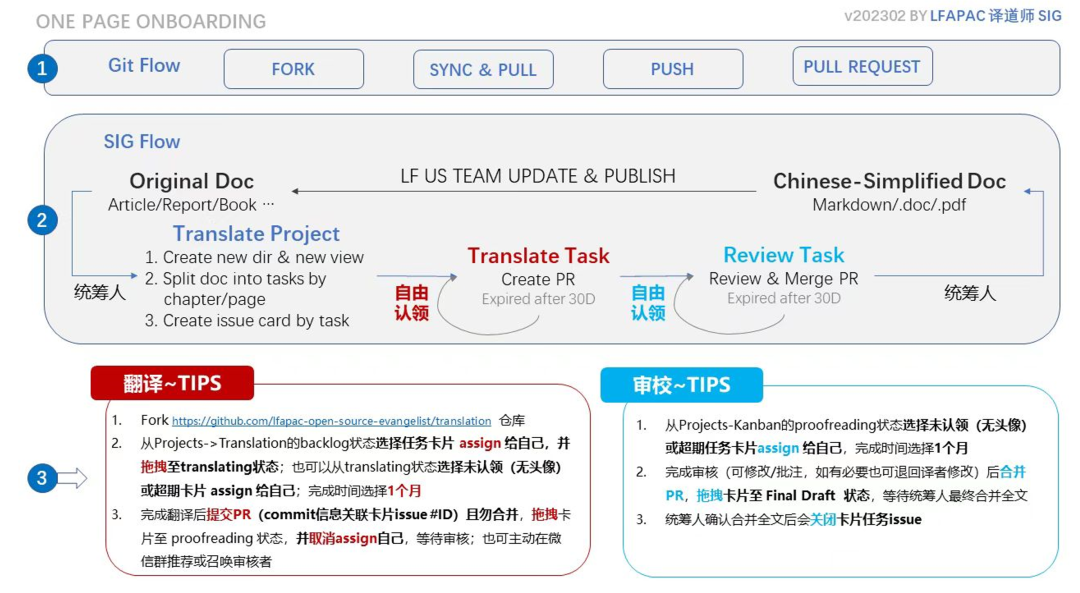 ONE PAGE ONBOARDING
v202302 BY LFAPAC 译道师 SIG
1
Git Flow
FORK
SYNC & PULL
PUSH
PULL REQUEST
2
SIG Flow
Original Doc
Article/Report/Book ···
LF US TEAM UPDATE & PUBLISH
Chinese-Simplified Doc
Markdown/.doc/.pdf
统筹人
Translate Project
1. Create new dir & new view
2. Split doc into tasks by
chapter/page
3. Create issue card by task
自由
认领
Translate Task
Create PR
Expired after 30D
自由
认领
Review Task
Review & Merge PR
Expired after 30D
统筹人
3
翻译~TIPS
1. Fork https://github.com/lfapac-open-source-evangelist/translation 仓库
2. 从Projects->Translation的backlog状态选择任务卡片 assign 给自己，并
拖拽至translating状态；也可以从translating状态选择未认领（无头像）
或超期卡片 assign 给自己；完成时间选择1个月
3. 完成翻译后提交PR（commit信息关联卡片issue #ID）且勿合并，拖拽卡
片至 proofreading 状态，并取消assign自己，等待审核；也可主动在微
信群推荐或召唤审核者
审校~TIPS
1. 从Projects-Kanban的proofreading状态选择未认领（无头像）
或超期任务卡片assign 给自己，完成时间选择1个月
2. 完成审核（可修改/批注，如有必要也可退回译者修改）后合并
PR，拖拽卡片至 Final Draft 状态，等待统筹人最终合并全文
3. 统筹人确认合并全文后会关闭卡片任务issue